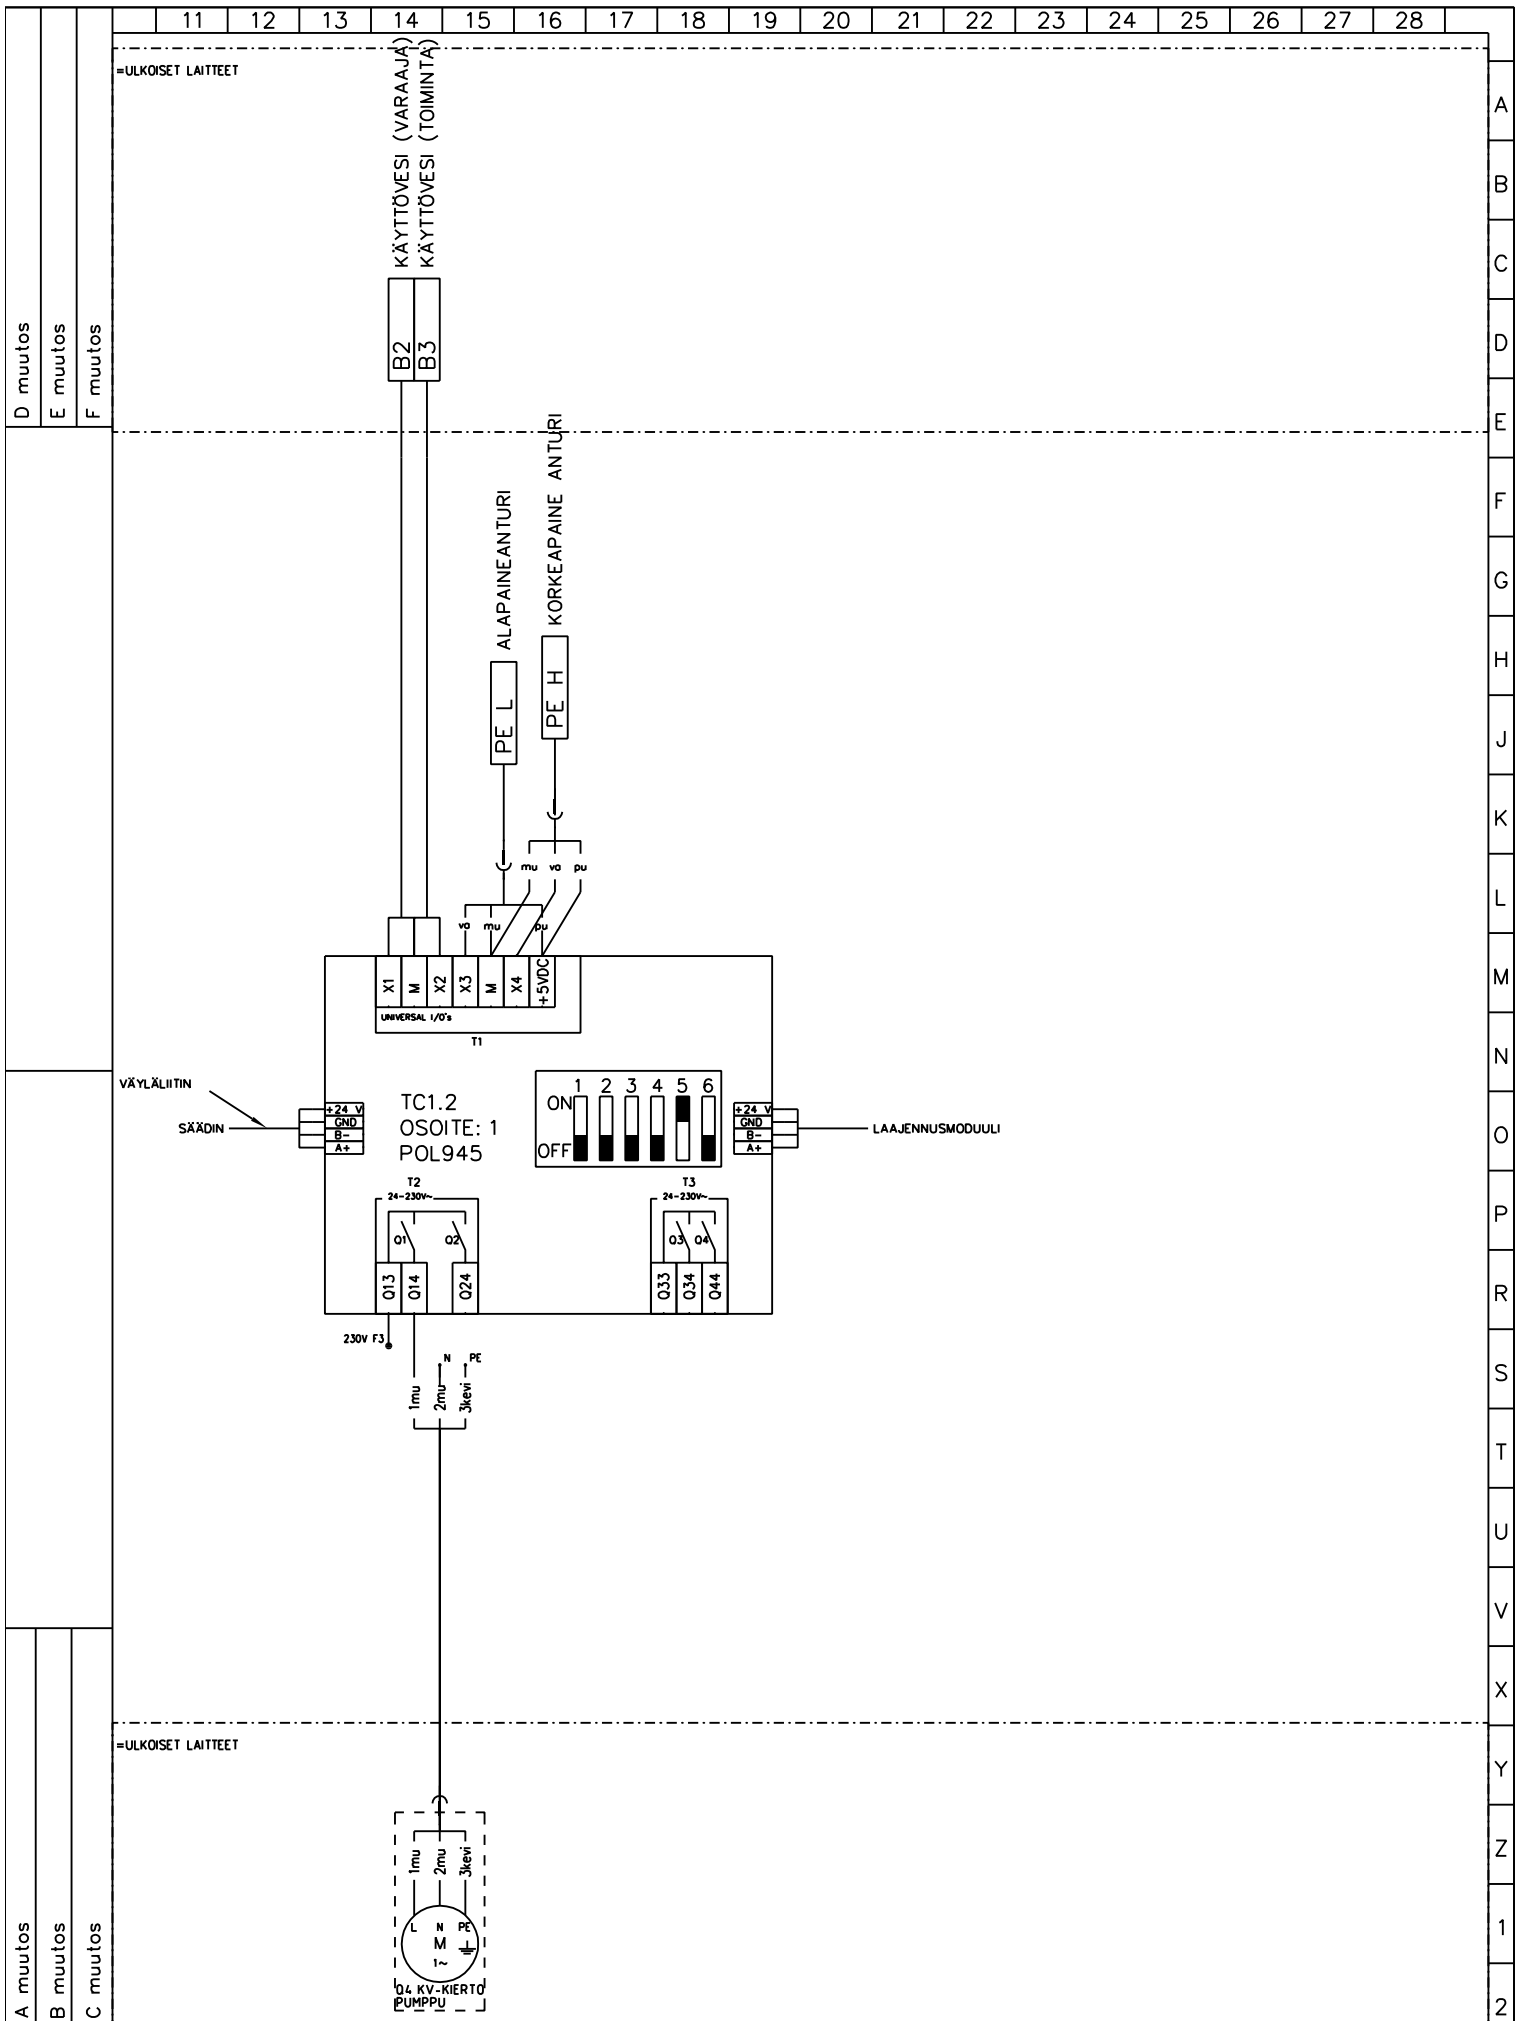 11 12 13 14 15 16 17 18 19 20 21 22 23 24 25 26 27 28
=ULKOISET LAITTEET
KÄYTTÖVESI (VARAAJA)
KÄYTTÖVESI (TOIMINTA)
A
B
C
D
E
F
G
H
J
K
L
M
N
O
P
R
S
T
U
V
X
Y
Z
1
2
D muutos
E muutos
F muutos
B2
B3
ALAPAINEANTURI
KORKEAPAINE ANTURI
PE L
PE H
mu va pu
va mu pu
X1 M X2 X3 M X4 +5VDC
UNIVERSAL I/O's
T1
VÄYLÄLIITIN
SÄÄDIN
+24 V
GND
B-
A+
TC1.2
OSOITE: 1
POL945
1 2 3 4 5 6
ON
OFF
+24 V
GND
B-
A+
LAAJENNUSMODUULI
T2
24-230V~
Q1 Q2
Q13 Q14 Q24
T3
24-230V~
Q3 Q4
Q33 Q34 Q44
230V F3
N PE
1mu 2mu 3kevi
=ULKOISET LAITTEET
1mu 2mu 3kevi
L N PE
M
1~
Q4 KV-KIERTO
PUMPPU
A muutos
B muutos
C muutos